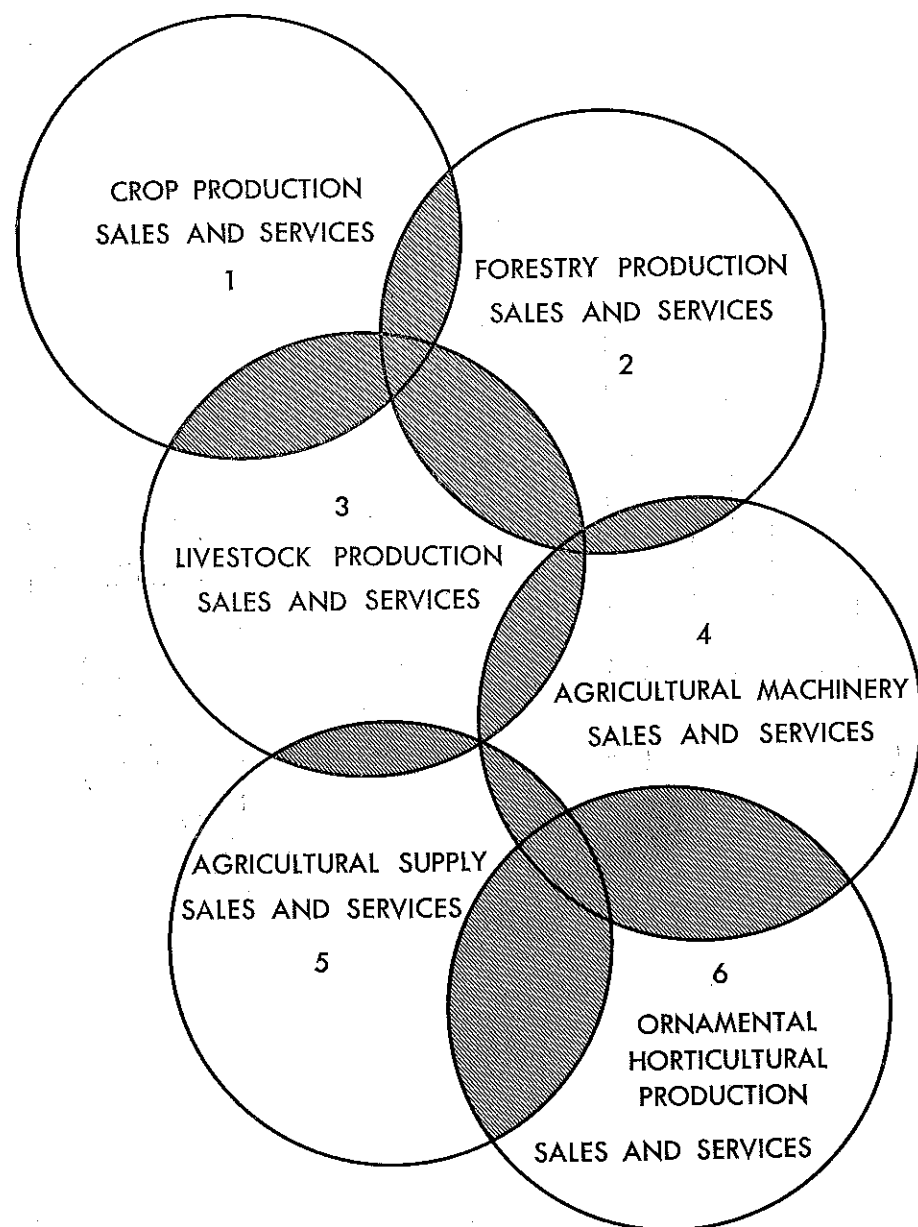 CROP PRODUCTION
SALES AND SERVICES
1
FORESTRY PRODUCTION
SALES AND SERVICES
2
3
LIVESTOCK PRODUCTION
SALES AND SERVICES
4
AGRICULTURAL MACHINERY
SALES AND SERVICES
AGRICULTURAL SUPPLY
SALES AND SERVICES
5
6
ORNAMENTAL
HORTICULTURAL
PRODUCTION
SALES AND SERVICES